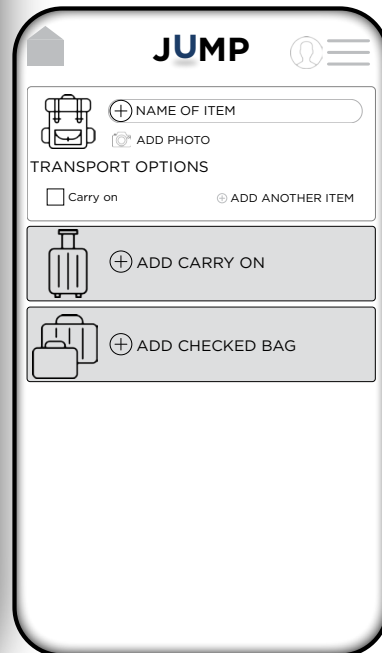 JUMP
NAME OF ITEM
ADD PHOTO
TRANSPORT OPTIONS
Carry on
ADD ANOTHER ITEM
ADD CARRY ON
ADD CHECKED BAG